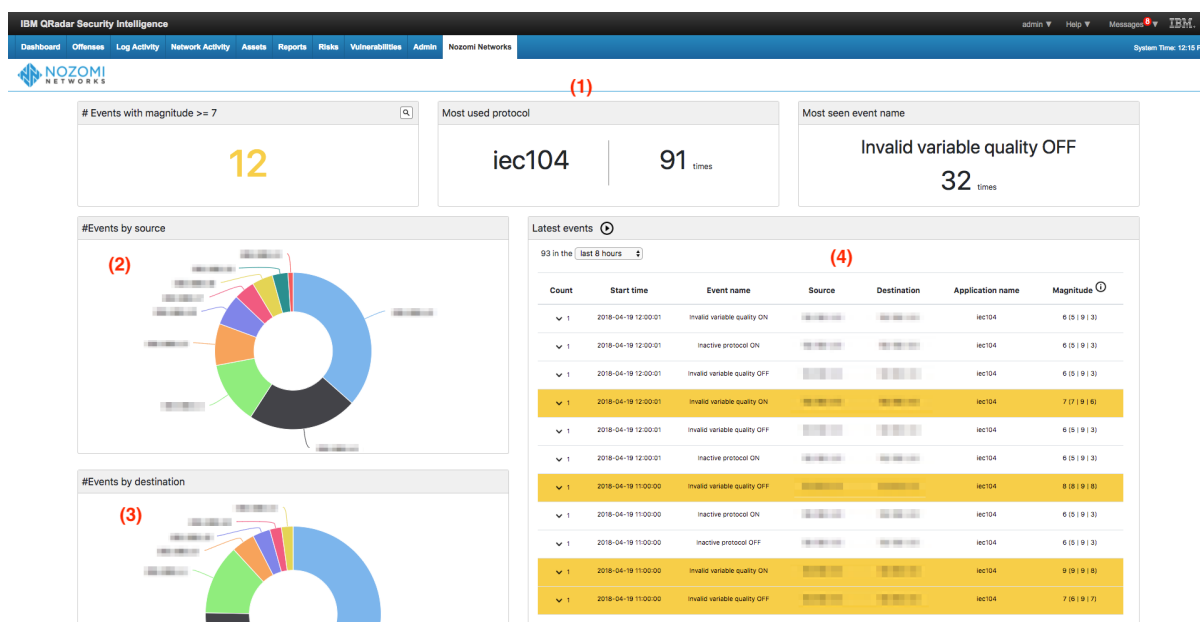 IBM QRadar Security Intelligence
admin ▼ Help ▼ Messages 8 ▼ IBM.
Dashboard Offenses Log Activity Network Activity Assets Reports Risks Vulnerabilities Admin Nozomi Networks
System Time: 12:15
NOZOMI
NETWORKS
(1)
# Events with magnitude >= 7
12
Most used protocol
iec104 91 times
Most seen event name
Invalid variable quality OFF
32 times
#Events by source
(2)
#Events by destination
(3)
Latest events
93 in the last 8 hours
(4)
Count Start time Event name Source Destination Application name Magnitude
1 2018-04-19 12:00:01 Invalid variable quality ON iec104 6 (5 | 9 | 3)
1 2018-04-19 12:00:01 Inactive protocol ON iec104 6 (5 | 9 | 3)
1 2018-04-19 12:00:01 Invalid variable quality OFF iec104 6 (5 | 9 | 3)
1 2018-04-19 12:00:01 Invalid variable quality ON iec104 7 (7 | 9 | 6)
1 2018-04-19 12:00:01 Invalid variable quality OFF iec104 6 (5 | 9 | 3)
1 2018-04-19 12:00:01 Inactive protocol ON iec104 6 (5 | 9 | 3)
1 2018-04-19 11:00:00 Invalid variable quality OFF iec104 8 (8 | 9 | 8)
1 2018-04-19 11:00:00 Inactive protocol ON iec104 6 (5 | 9 | 3)
1 2018-04-19 11:00:00 Inactive protocol OFF iec104 6 (5 | 9 | 3)
1 2018-04-19 11:00:00 Invalid variable quality ON iec104 9 (9 | 9 | 8)
1 2018-04-19 11:00:00 Invalid variable quality OFF iec104 7 (6 | 9 | 7)